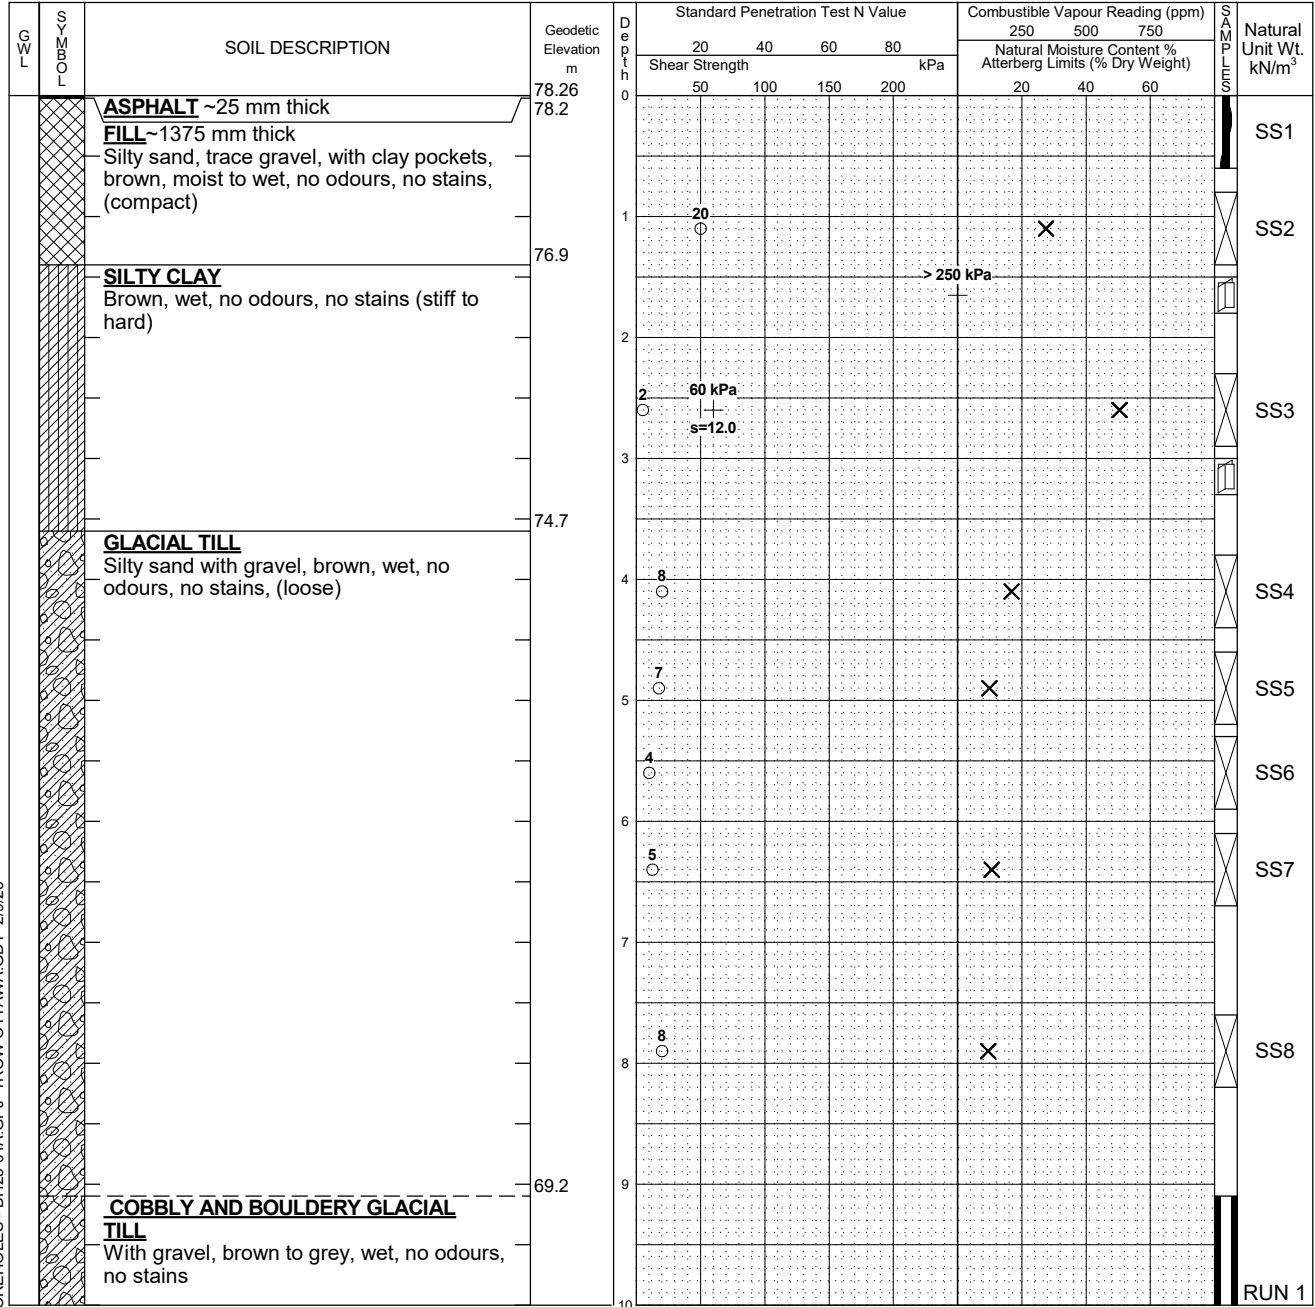 GWL
SYMBOL
SOIL DESCRIPTION
Geodetic
Elevation
m
Depth
Standard Penetration Test N Value
20 40 60 80
Shear Strength kPa
50 100 150 200
Combustible Vapour Reading (ppm)
250 500 750
Natural Moisture Content %
Atterberg Limits (% Dry Weight)
20 40 60
SAMPLES
Natural
Unit Wt.
kN/m³
78.26
0
ASPHALT ~25 mm thick
78.2
FILL~1375 mm thick
Silty sand, trace gravel, with clay pockets,
brown, moist to wet, no odours, no stains,
(compact)
SS1
1
20
SS2
76.9
SILTY CLAY
Brown, wet, no odours, no stains (stiff to
hard)
> 250 kPa
2
2
60 kPa
s=12.0
SS3
3
74.7
GLACIAL TILL
Silty sand with gravel, brown, wet, no
odours, no stains, (loose)
4
8
SS4
7
SS5
5
4
SS6
6
5
SS7
7
8
SS8
8
69.2
9
COBBLY AND BOULDERY GLACIAL
TILL
With gravel, brown to grey, wet, no odours,
no stains
RUN 1
10